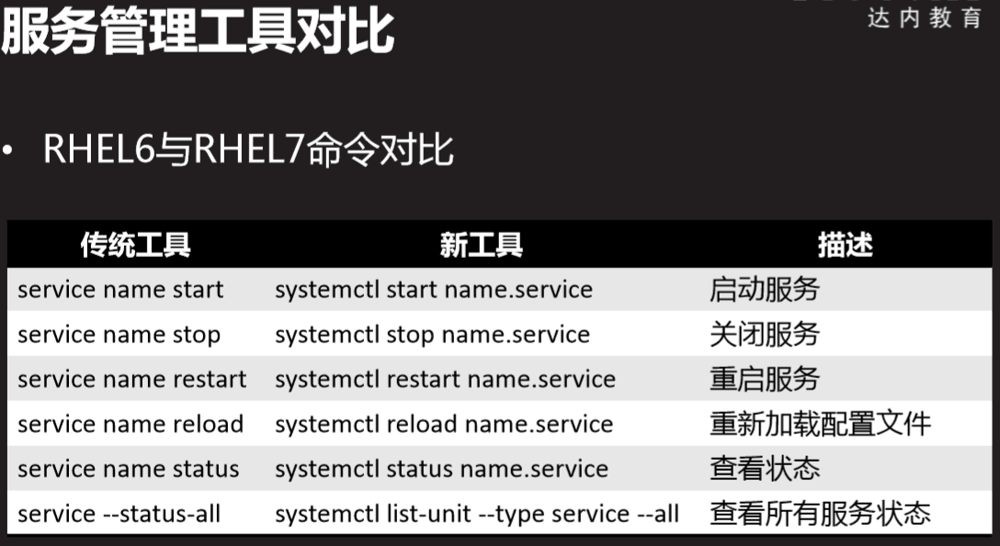 达内教育
服务管理工具对比
• RHEL6与RHEL7命令对比
传统工具 新工具 描述
service name start systemctl start name.service 启动服务
service name stop systemctl stop name.service 关闭服务
service name restart systemctl restart name.service 重启服务
service name reload systemctl reload name.service 重新加载配置文件
service name status systemctl status name.service 查看状态
service --status-all systemctl list-unit --type service --all 查看所有服务状态